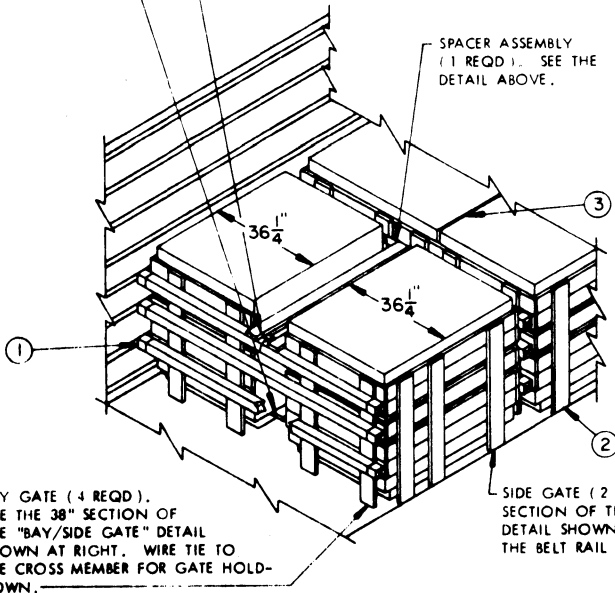 SPACER ASSEMBLY
(1 REQD). SEE THE
DETAIL ABOVE.
3
36 1/4"
36 1/4"
1
2
Y GATE (4 REQD).
E THE 38" SECTION OF
E "BAY/SIDE GATE" DETAIL
OWN AT RIGHT. WIRE TIE TO
E CROSS MEMBER FOR GATE HOLD-
OWN.
SIDE GATE (2
SECTION OF T
DETAIL SHOWN
THE BELT RAIL